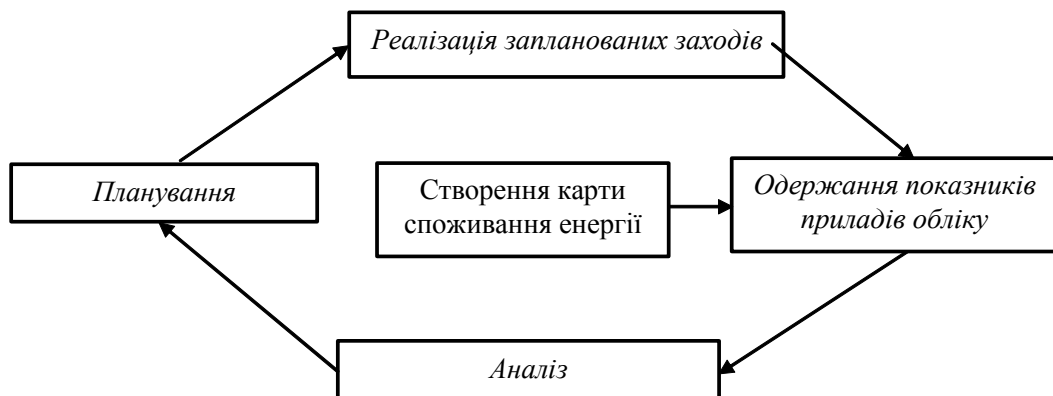 Реалізація запланованих заходів
Планування
Створення карти
споживання енергії
Одержання показників
приладів обліку
Аналіз